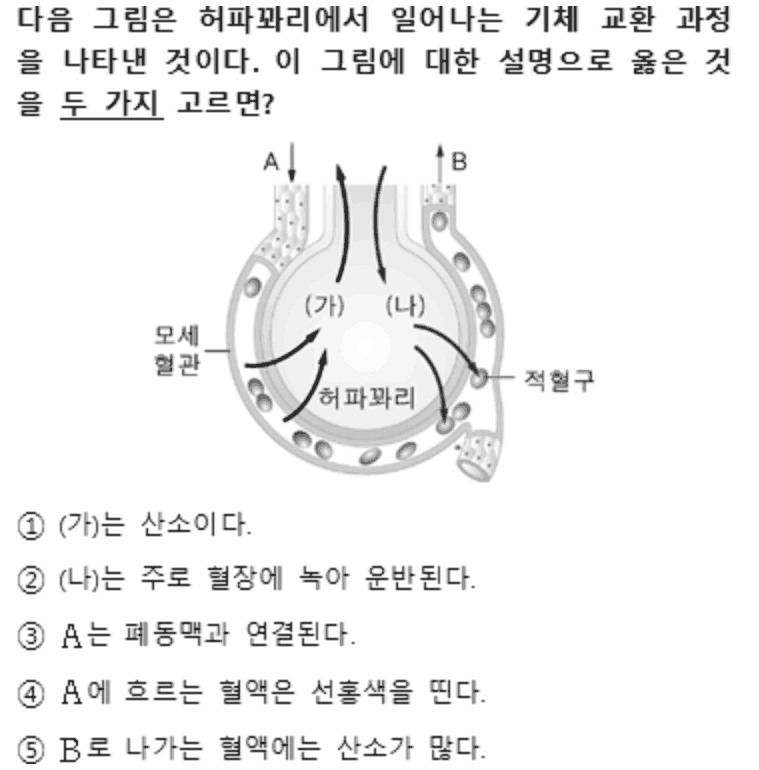 다음 그림은 허파꽈리에서 일어나는 기체 교환 과정
을 나타낸 것이다. 이 그림에 대한 설명으로 옳은 것
을 두 가지 고르면?
A B
(가) (나)
모세
혈관
적혈구
허파꽈리
① (가)는 산소이다.
② (나)는 주로 혈장에 녹아 운반된다.
③ A는 폐동맥과 연결된다.
④ A에 흐르는 혈액은 선홍색을 띤다.
⑤ B로 나가는 혈액에는 산소가 많다.